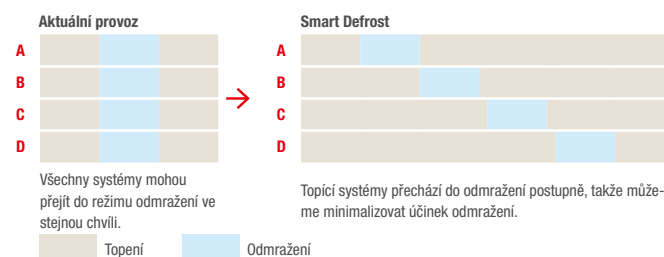 Aktuální provoz
A
B
C
D
Všechny systémy mohou
přejít do režimu odmražení ve
stejnou chvíli.
Smart Defrost
A
B
C
D
Topící systémy přechází do odmražení postupně, takže může-
me minimalizovat účinek odmražení.
Topení
Odmražení